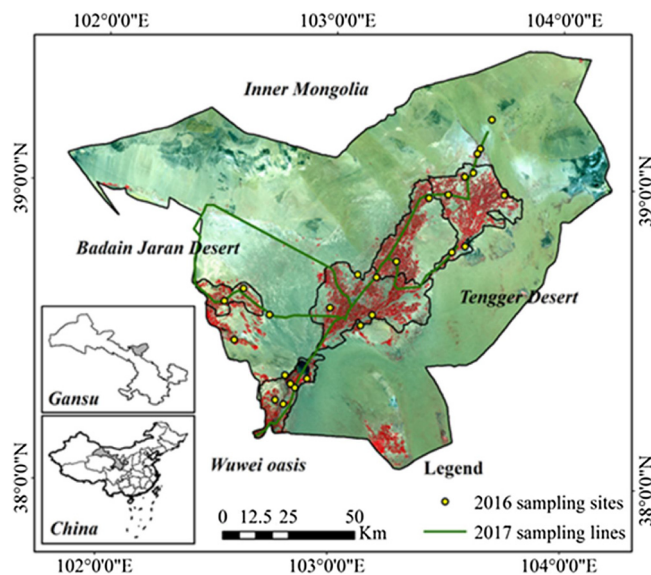 102°0'0"E 103°0'0"E 104°0'0"E
Inner Mongolia
39°0'0"N
39°0'0"N
Badain Jaran Desert
Tengger Desert
Gansu
Wuwei oasis
Legend
38°0'0"N
38°0'0"N
2016 sampling sites
0 12.5 25 50
Km
2017 sampling lines
China
102°0'0"E 103°0'0"E 104°0'0"E